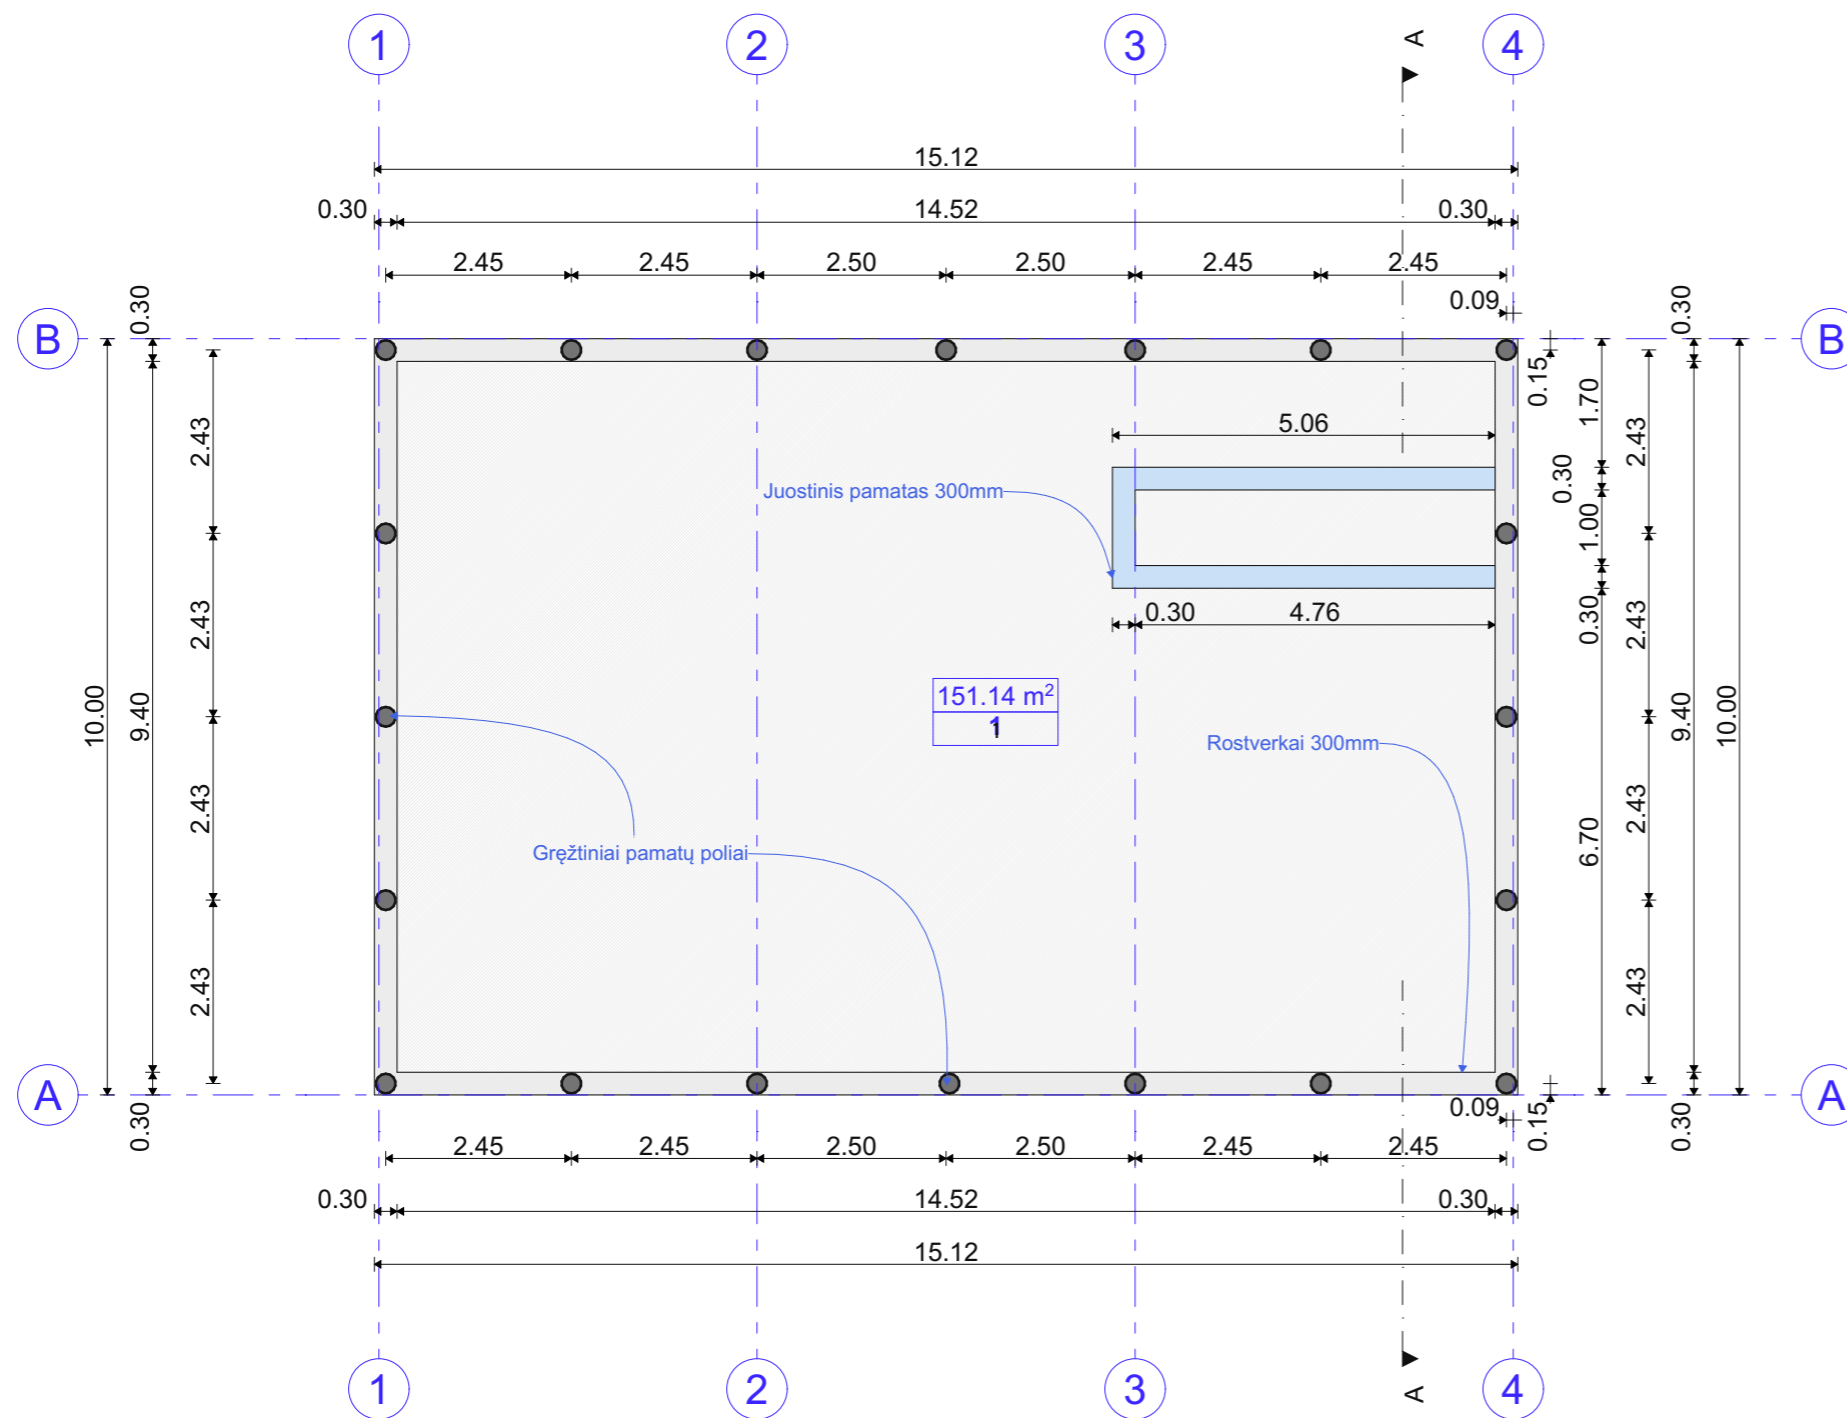 1 2 3 4
A
15.12
0.30 14.52 0.30
2.45 2.45 2.50 2.50 2.45 2.45
0.09
B 0.30 0.30 B
0.15
1.70
2.43 2.43
5.06
0.30
Juostinis pamatas 300mm
1.00
0.30 4.76
0.30
2.43 2.43
151.14 m²
1
10.00 9.40 9.40 10.00
Rostverkai 300mm
2.43 2.43
6.70
Gręžtiniai pamatų poliai
2.43 2.43
A 0.30 0.09 0.15 0.30 A
2.45 2.45 2.50 2.50 2.45 2.45
0.30 14.52 0.30
15.12
1 2 3 4
A